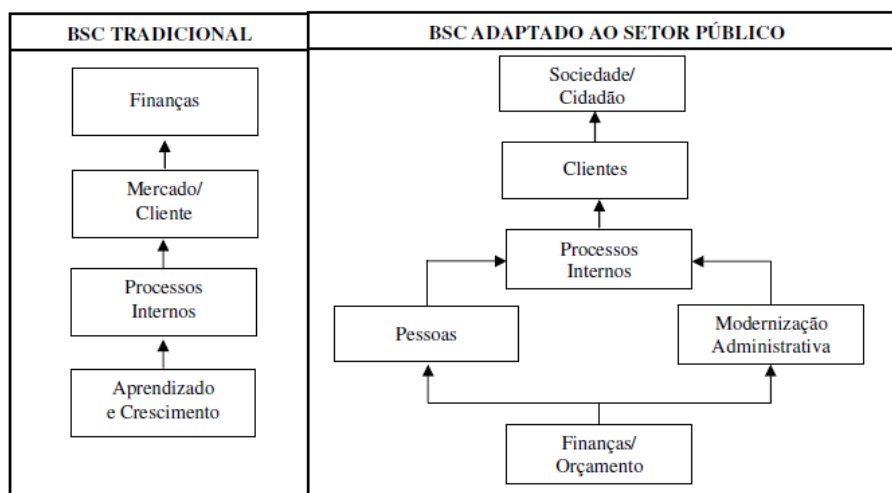 BSC TRADICIONAL
Finanças
Mercado/
Cliente
Processos
Internos
Aprendizado
e Crescimento
BSC ADAPTADO AO SETOR PÚBLICO
Sociedade/
Cidadão
Clientes
Processos
Internos
Pessoas
Modernização
Administrativa
Finanças/
Orçamento